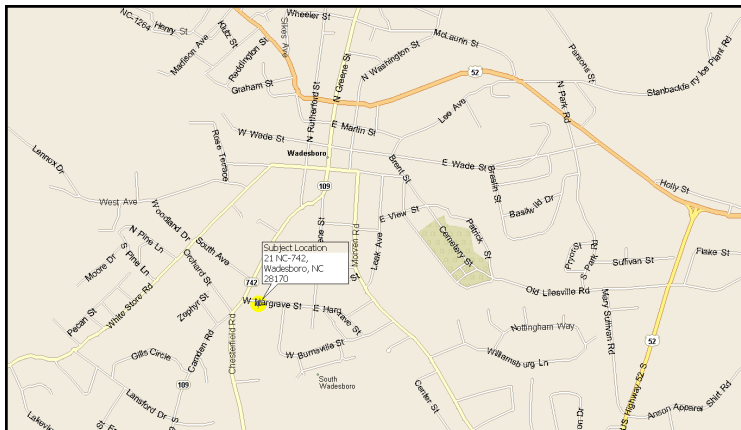 Wheeler St
NC-1264
Henry St
Sikes Ave
Klutz St
Madison Ave
Reddington St
McLaurin St
N Washington St
52
Parsons St
Stanbackferry Ice Plant Rd
N Greene St
Graham St
N Park Rd
N Rutherford St
Lee Ave
E Martin St
W Wade St
Rose Terrace
Wadesboro
Brent St
E Wade St
Lennox Dr
Breslin St
Holly St
109
West Ave
Woodland Dr
E View St
Basilwild Dr
Cemetery St
Patrick St
N Pine Ln
S Pine Ln
South Ave
Morven Rd
Leak Ave
Subject Location
21 NC-742,
Wadesboro, NC
28170
Moore Dr
Orchard St
Pryor St
S Park Rd
Sullivan St
Flake St
742
Old Lilesville Rd
White Store Rd
Pecan St
Zephyr St
W Hargrave St
E Hargrave St
Mary Sullivan Rd
Chesterfield Rd
Camden Rd
Nottingham Way
52
Gills Circle
W Burnsville St
Williamsburg Ln
109
South
Wadesboro
Lansford Dr
Center St
US Highway 52 S
Anson Apparel Shirt Rd